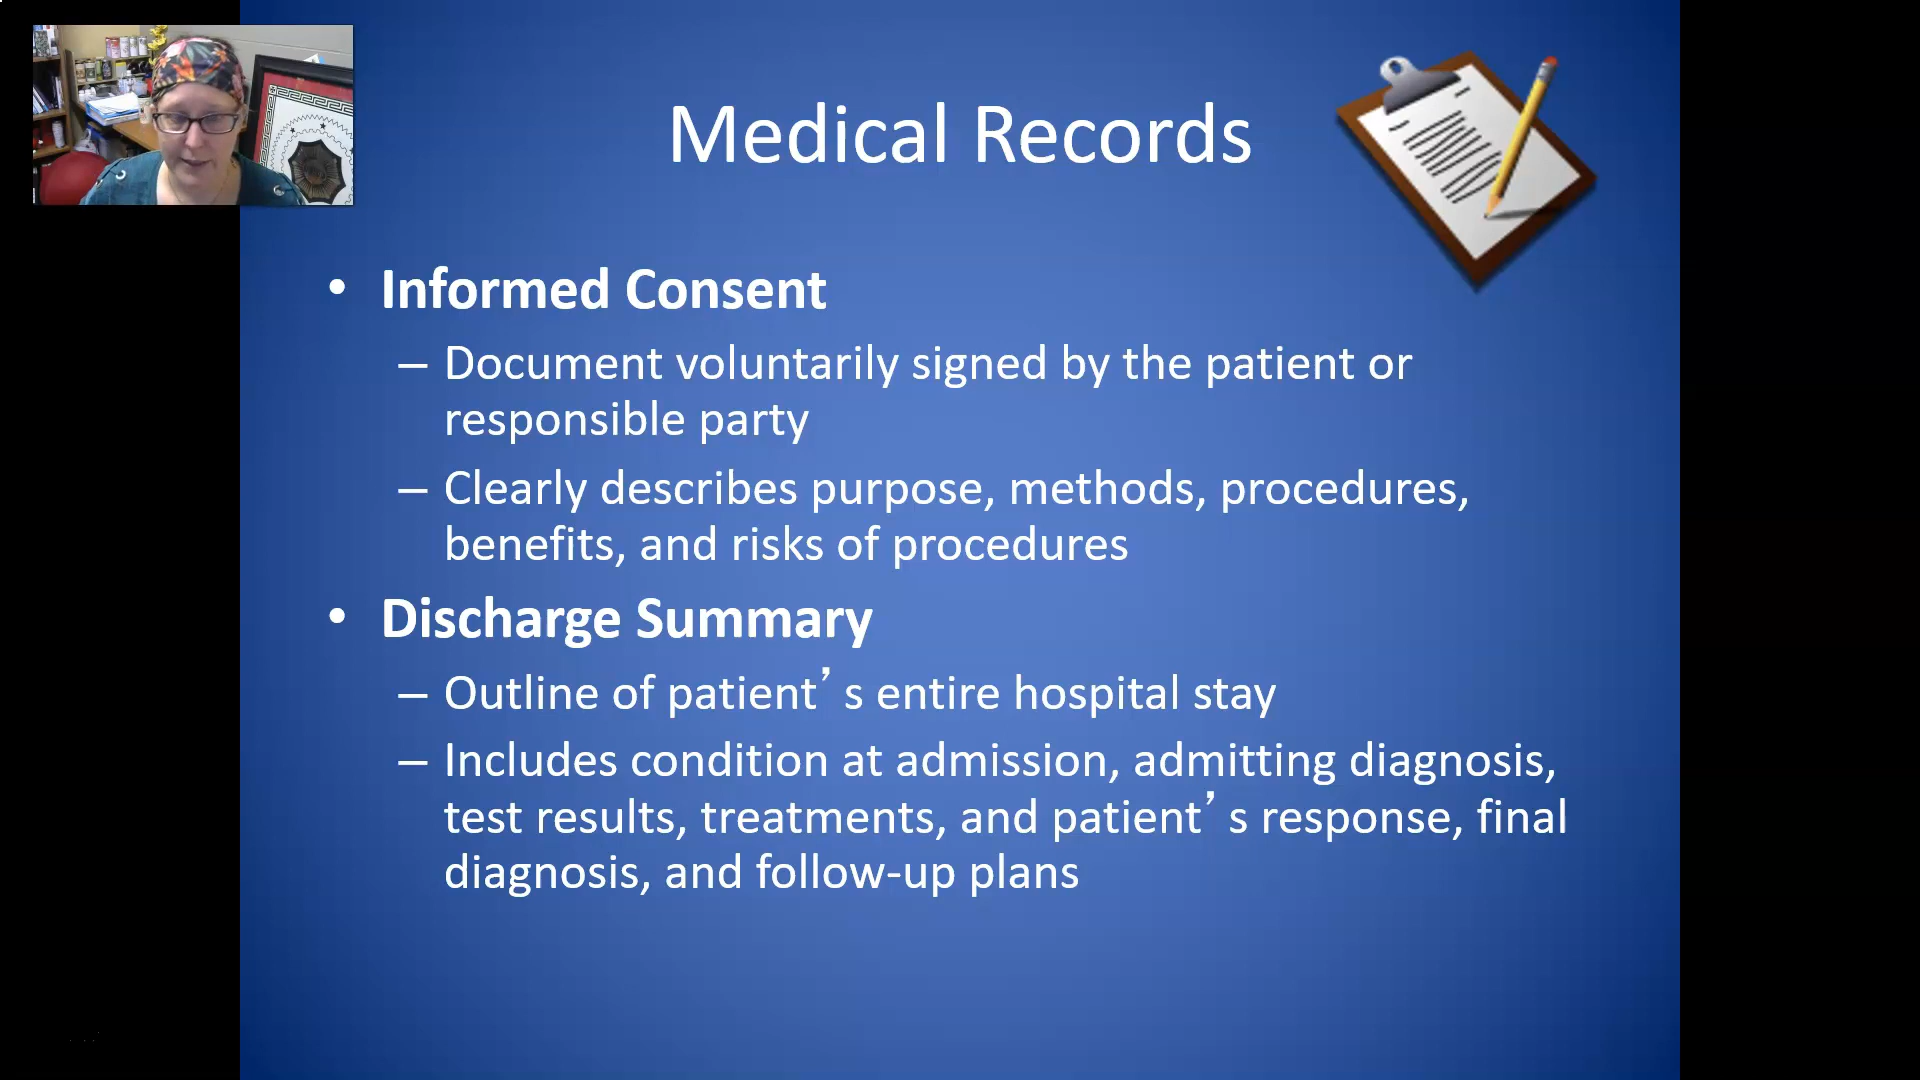 Medical Records
• Informed Consent
– Document voluntarily signed by the patient or
responsible party
– Clearly describes purpose, methods, procedures,
benefits, and risks of procedures
• Discharge Summary
– Outline of patient’s entire hospital stay
– Includes condition at admission, admitting diagnosis,
test results, treatments, and patient’s response, final
diagnosis, and follow-up plans